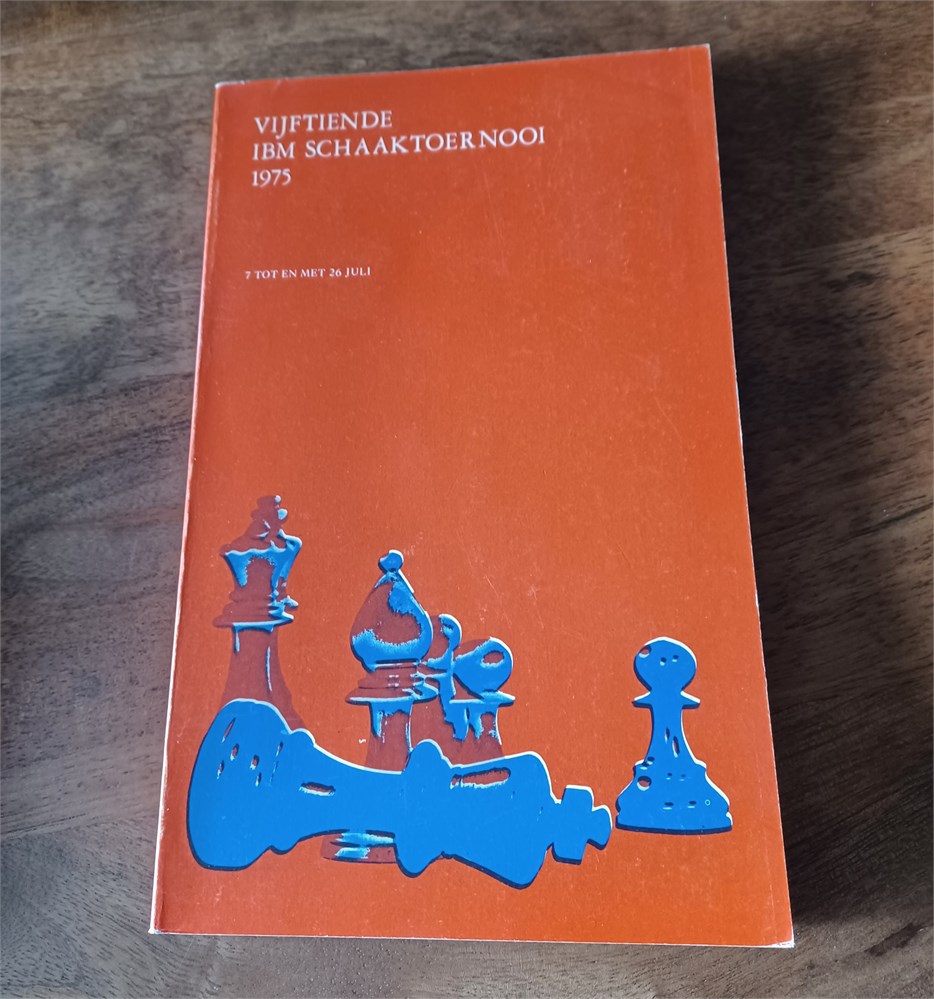 VIJFTIENDE
IBM SCHAAKTOERNOOI
1975
7 TOT EN MET 26 JULI